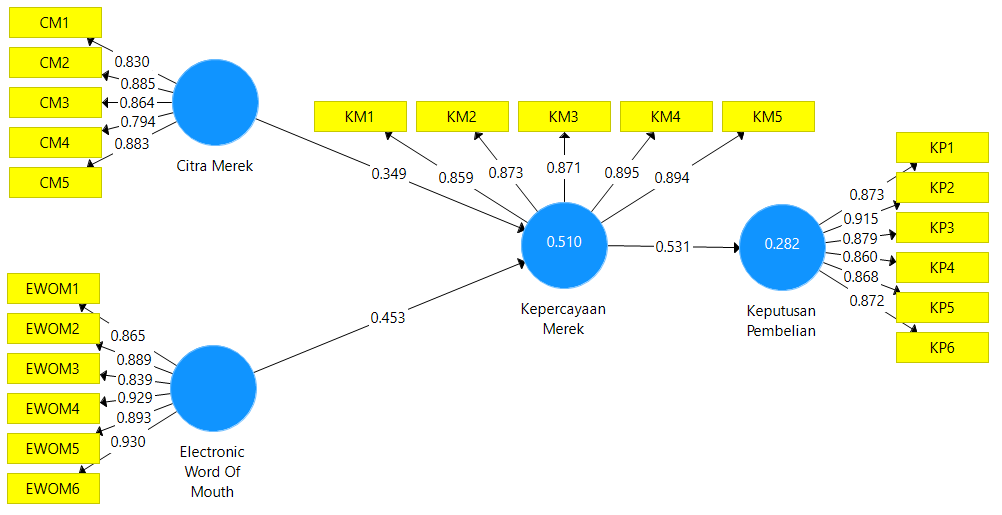 CM1
CM2
CM3
CM4
CM5
0.830
0.885
0.864
0.794
0.883
Citra Merek
0.349
KM1
KM2
KM3
KM4
KM5
0.859
0.873
0.871
0.895
0.894
0.510
Kepercayaan
Merek
0.531
0.282
Keputusan
Pembelian
0.873
0.915
0.879
0.860
0.868
0.872
KP1
KP2
KP3
KP4
KP5
KP6
EWOM1
EWOM2
EWOM3
EWOM4
EWOM5
EWOM6
0.865
0.889
0.839
0.929
0.893
0.930
Electronic
Word Of
Mouth
0.453